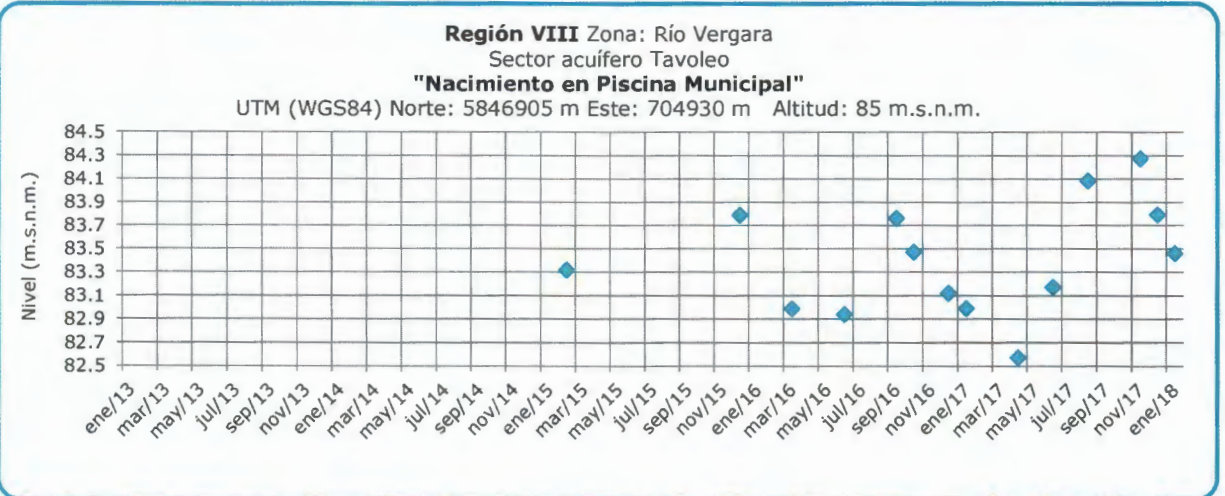 Región VIII Zona: Río Vergara
Sector acuífero Tavoleo
"Nacimiento en Piscina Municipal"
UTM (WGS84) Norte: 5846905 m Este: 704930 m Altitud: 85 m.s.n.m.
Nivel (m.s.n.m.)
84.5
84.3
84.1
83.9
83.7
83.5
83.3
83.1
82.9
82.7
82.5
ene/13
mar/13
may/13
jul/13
sep/13
nov/13
ene/14
mar/14
may/14
jul/14
sep/14
nov/14
ene/15
mar/15
may/15
jul/15
sep/15
nov/15
ene/16
mar/16
may/16
jul/16
sep/16
nov/16
ene/17
mar/17
may/17
jul/17
sep/17
nov/17
ene/18